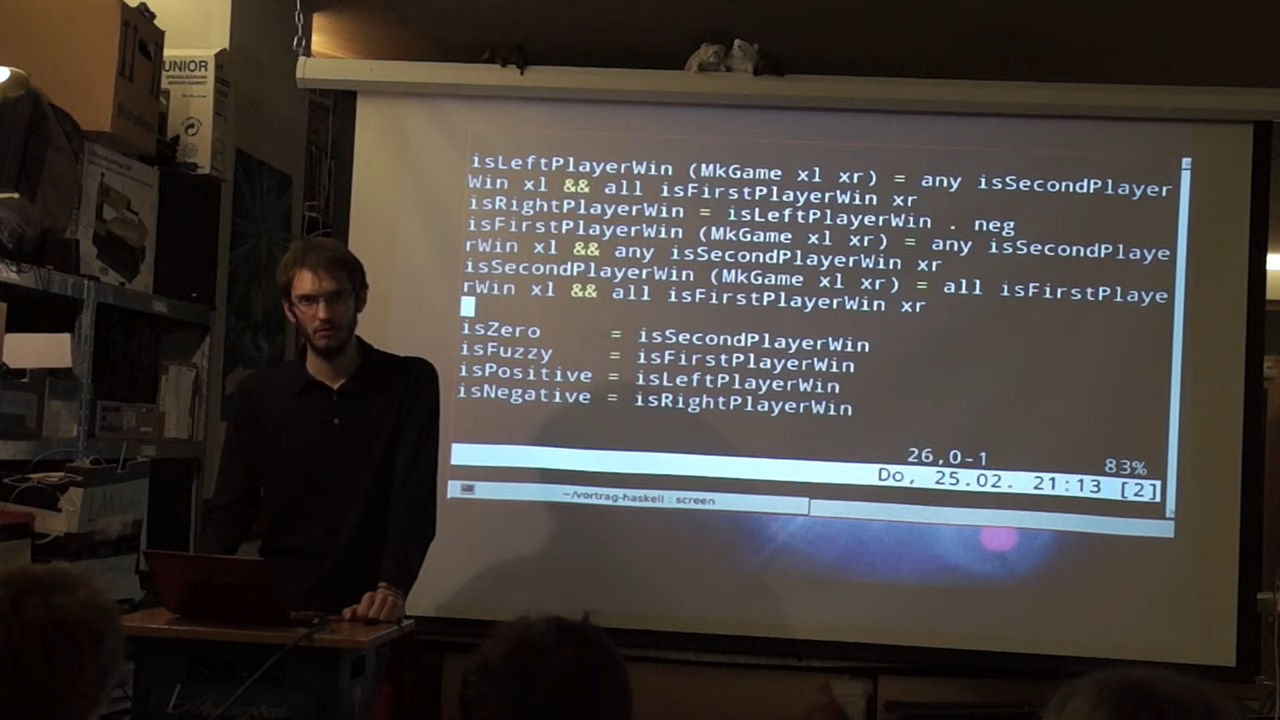 UNIOR
isLeftPlayerWin (MkGame xl xr) = any isSecondPlayer
Win xl && all isFirstPlayerWin xr
isRightPlayerWin = isLeftPlayerWin . neg
isFirstPlayerWin (MkGame xl xr) = any isSecondPlaye
rWin xl && any isSecondPlayerWin xr
isSecondPlayerWin (MkGame xl xr) = all isFirstPlaye
rWin xl && all isFirstPlayerWin xr
isZero = isSecondPlayerWin
isFuzzy = isFirstPlayerWin
isPositive = isLeftPlayerWin
isNegative = isRightPlayerWin
26,0-1 83%
Do, 25.02. 21:13 [2]
~/vortrag-haskell : screen